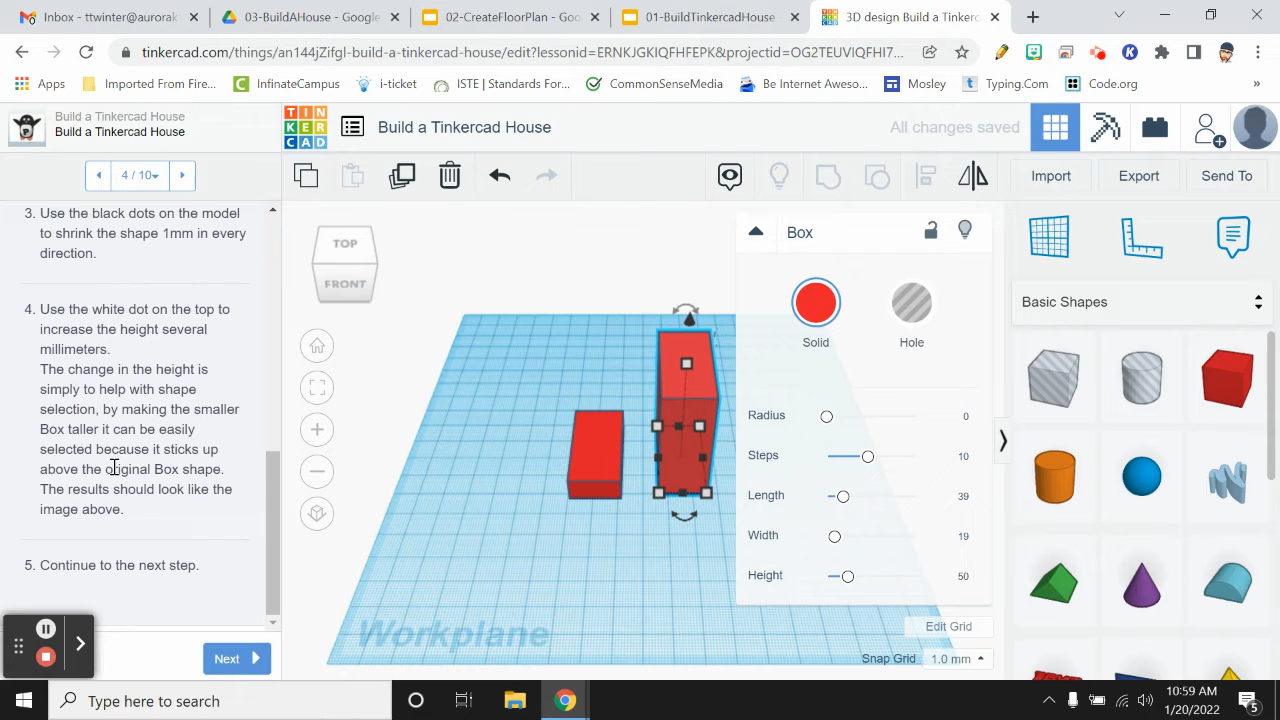 Inbox - ttwintimesaurorak
03-BuildAHouse - Google
02-CreateFloorPlan - Goo
01-BuildTinkercadHouse
3D design Build a Tinkerc
tinkercad.com/things/an144jZifgl-build-a-tinkercad-house/edit?lessonid=ERNKJGKIQFHFEPK&projectid=OG2TEUVIQFHI7...
Apps
Imported From Firef...
InfinateCampus
i-ticket
ISTE | Standards For...
CommonSenseMedia
Be Internet Aweso...
Mosley
Typing.Com
Code.org
»
Build a Tinkercad House
Build a Tinkercad House
TINKERCAD
Build a Tinkercad House
All changes saved
4 / 10
Import
Export
Send To
3. Use the black dots on the model
to shrink the shape 1mm in every
direction.
4. Use the white dot on the top to
increase the height several
millimeters.
The change in the height is
simply to help with shape
selection, by making the smaller
Box taller it can be easily
selected because it sticks up
above the original Box shape.
The results should look like the
image above.
5. Continue to the next step.
Next
TOP
FRONT
Workplane
Box
Solid
Hole
Radius 0
Steps 10
Length 39
Width 19
Height 50
Edit Grid
Snap Grid 1.0 mm
Basic Shapes
Type here to search
10:59 AM
1/20/2022
5